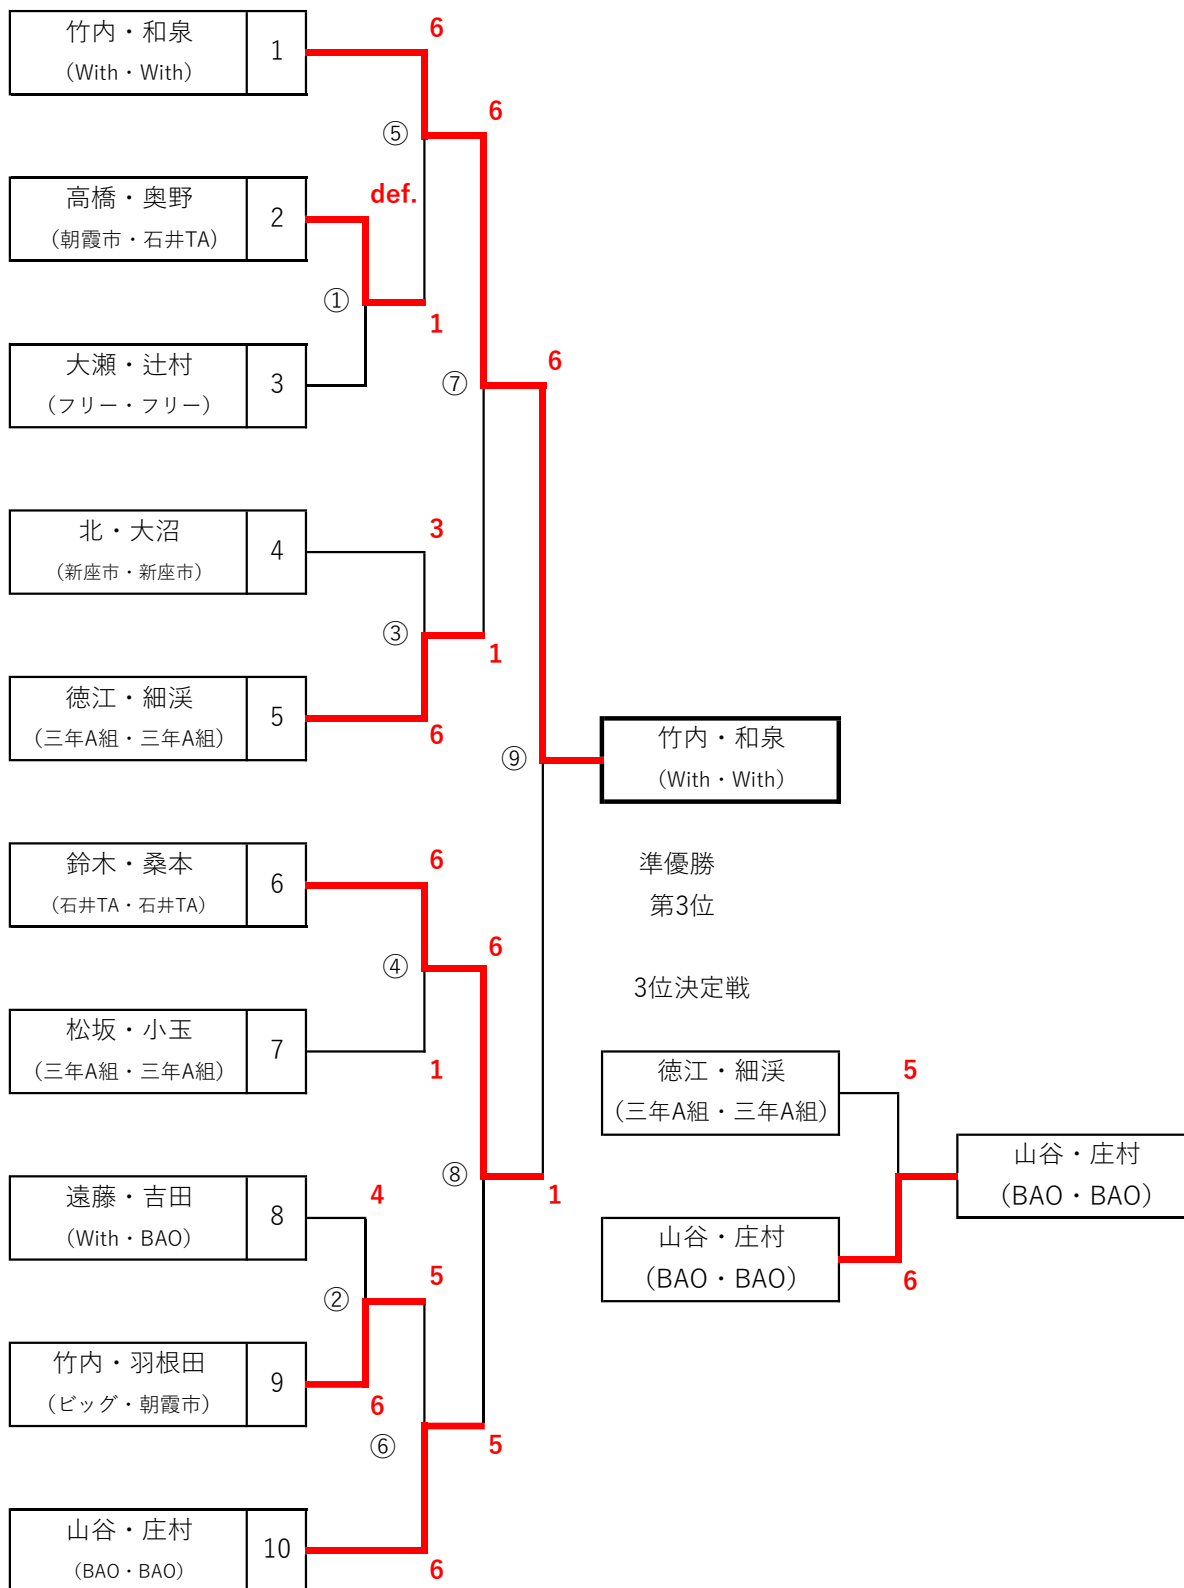 竹内・和泉
(With・With)
1
6
⑤
6
高橋・奥野
(朝霞市・石井TA)
2
def.
①
1
大瀬・辻村
(フリー・フリー)
3
⑦
6
北・大沼
(新座市・新座市)
4
3
③
1
徳江・細渓
(三年A組・三年A組)
5
6
⑨
竹内・和泉
(With・With)
鈴木・桑本
(石井TA・石井TA)
6
6
準優勝
第3位
④
6
3位決定戦
松坂・小玉
(三年A組・三年A組)
7
1
徳江・細渓
(三年A組・三年A組)
5
遠藤・吉田
(With・BAO)
8
4
⑧
1
山谷・庄村
(BAO・BAO)
山谷・庄村
(BAO・BAO)
6
②
5
竹内・羽根田
(ビッグ・朝霞市)
9
6
⑥
5
山谷・庄村
(BAO・BAO)
10
6